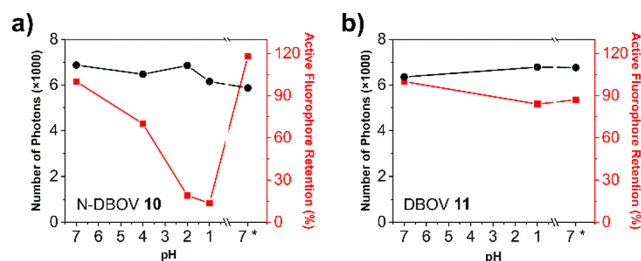 a)
8
6
4
2
0
Number of Photons (×1000)
N-DBOV 10
7 6 5 4 3 2 1 7 *
pH
120
90
60
30
0
Active Fluorophore Retention (%)
b)
8
6
4
2
0
Number of Photons (×1000)
DBOV 11
7 6 5 4 3 2 1 7 *
pH
120
90
60
30
0
Active Fluorophore Retention (%)